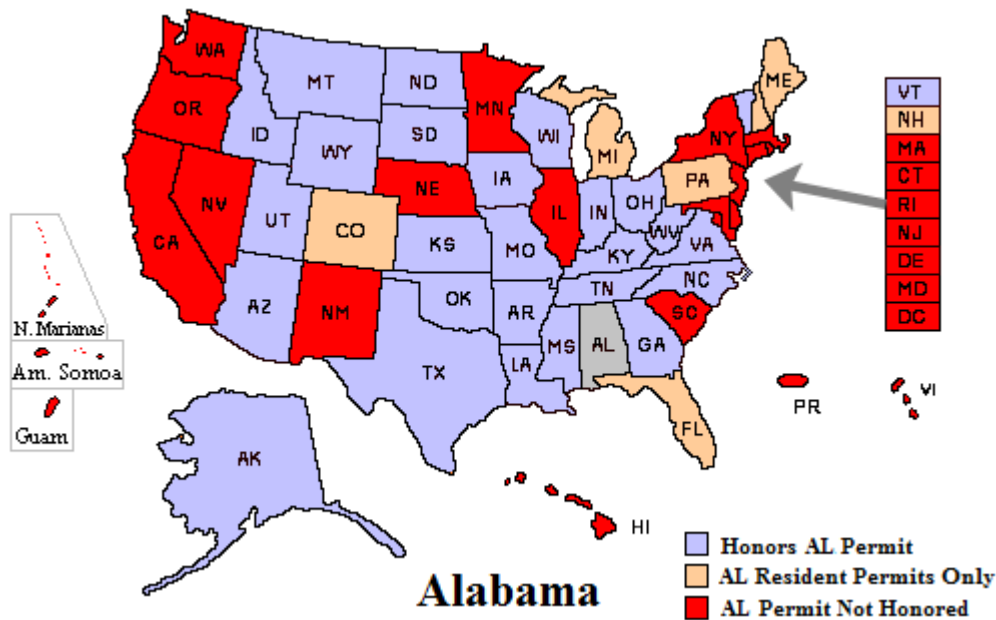 WA
MT
ND
MN
ME
VT
OR
ID
SD
WI
NY
NH
WY
MI
MA
NE
IA
PA
CT
NV
UT
IL
IN
OH
RI
CA
CO
KS
MO
WV
VA
NJ
KY
DE
AZ
NM
OK
TN
NC
MD
AR
SC
DC
N. Marianas
MS
AL
GA
Am. Somoa
TX
LA
VI
PR
Guam
FL
AK
HI
Honors AL Permit
AL Resident Permits Only
Alabama
AL Permit Not Honored